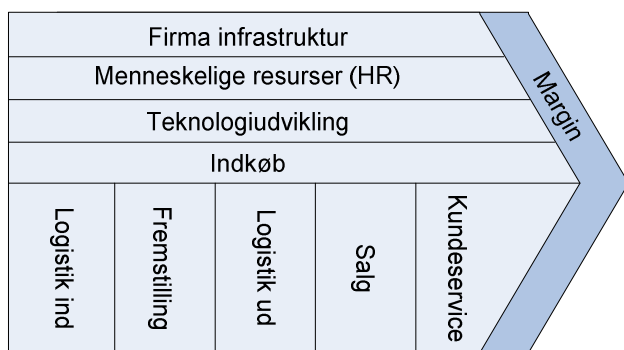 Firma infrastruktur
Menneskelige resurser (HR)
Teknologiudvikling
Indkøb
Margin
Logistik ind
Fremstilling
Logistik ud
Salg
Kundeservice